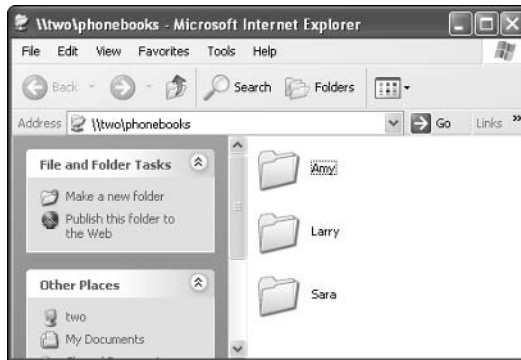 \\two\phonebooks - Microsoft Internet Explorer
File Edit View Favorites Tools Help
Back Search Folders
Address \\two\phonebooks Go Links »
File and Folder Tasks
Make a new folder
Publish this folder to
the Web
Other Places
two
My Documents
Amy
Larry
Sara